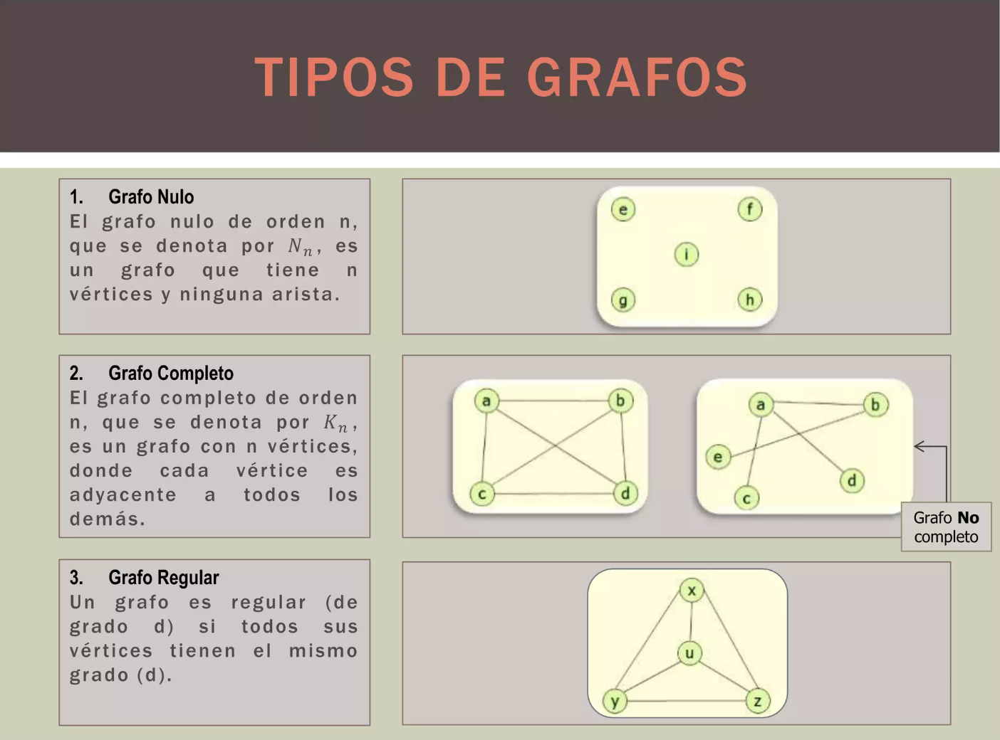 TIPOS DE GRAFOS
1. Grafo Nulo
El grafo nulo de orden n,
que se denota por Nₙ, es
un grafo que tiene n
vértices y ninguna arista.
e f
i
g h
2. Grafo Completo
El grafo completo de orden
n, que se denota por Kₙ,
es un grafo con n vértices,
donde cada vértice es
adyacente a todos los
demás.
a b
c d
a b
e
d
c
Grafo No
completo
3. Grafo Regular
Un grafo es regular (de
grado d) si todos sus
vértices tienen el mismo
grado (d).
x
u
y z